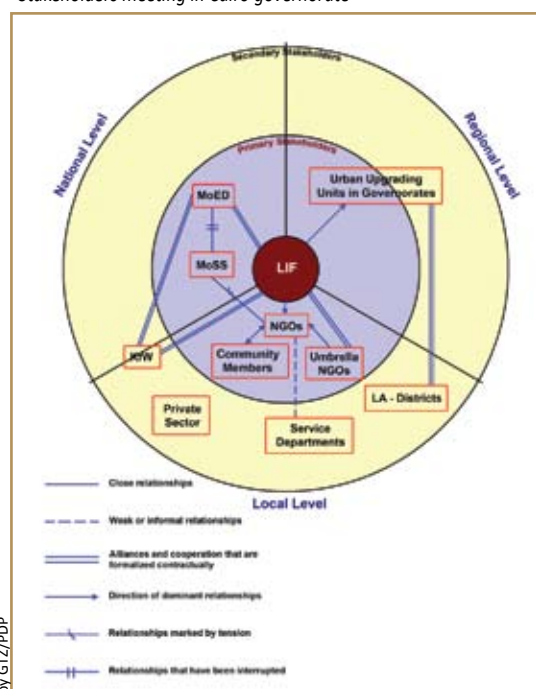 Stakeholders meeting in Cairo governorate
Secondary Stakeholders
National Level
Regional Level
Primary Stakeholders
MoED
Urban Upgrading
Units in Governorates
MoSS
LIF
NGOs
KfW
Community
Members
Umbrella
NGOs
LA - Districts
Private
Sector
Service
Departments
Local Level
Close relationships
Weak or informal relationships
Alliances and cooperation that are
formalized contractually
Direction of dominant relationships
Relationships marked by tension
Relationships that have been interrupted
by GTZ/PDP